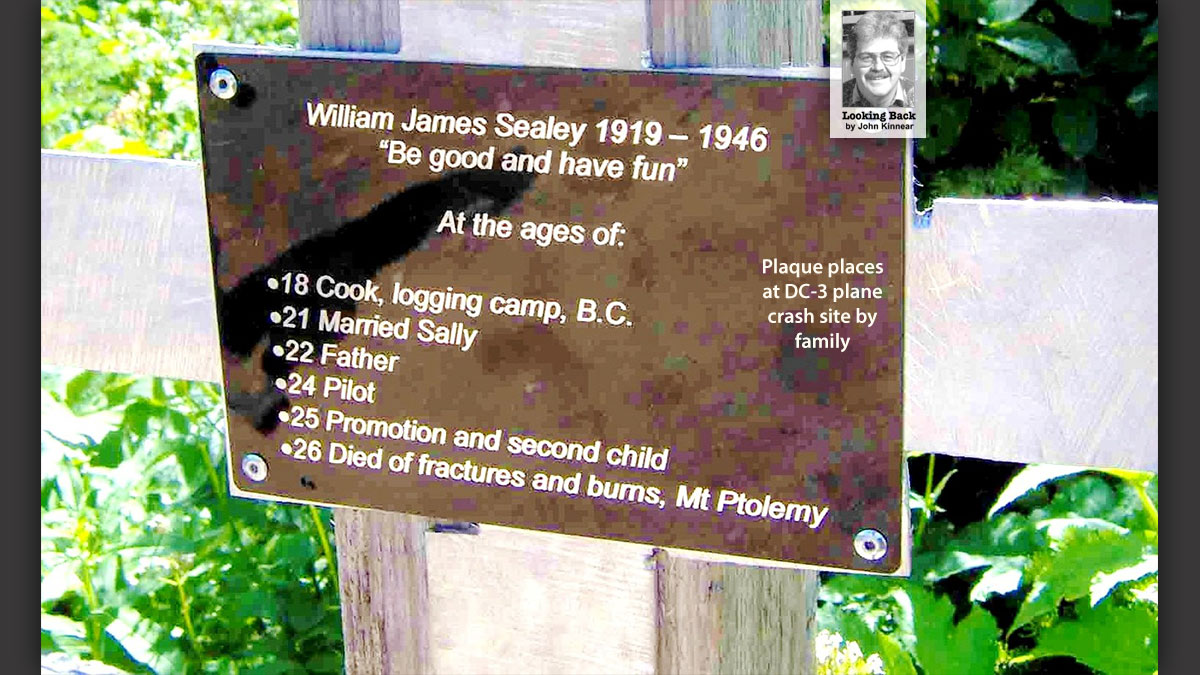 Looking Back
by John Kinnear
William James Sealey 1919 – 1946
“Be good and have fun”
At the ages of:
•18 Cook, logging camp, B.C.
•21 Married Sally
•22 Father
•24 Pilot
•25 Promotion and second child
•26 Died of fractures and burns, Mt Ptolemy
Plaque places
at DC-3 plane
crash site by
family